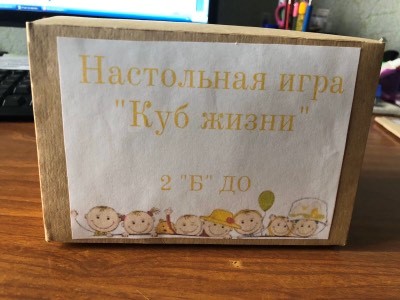 Настольная игра
"Куб жизни"
2 "Б" ДО